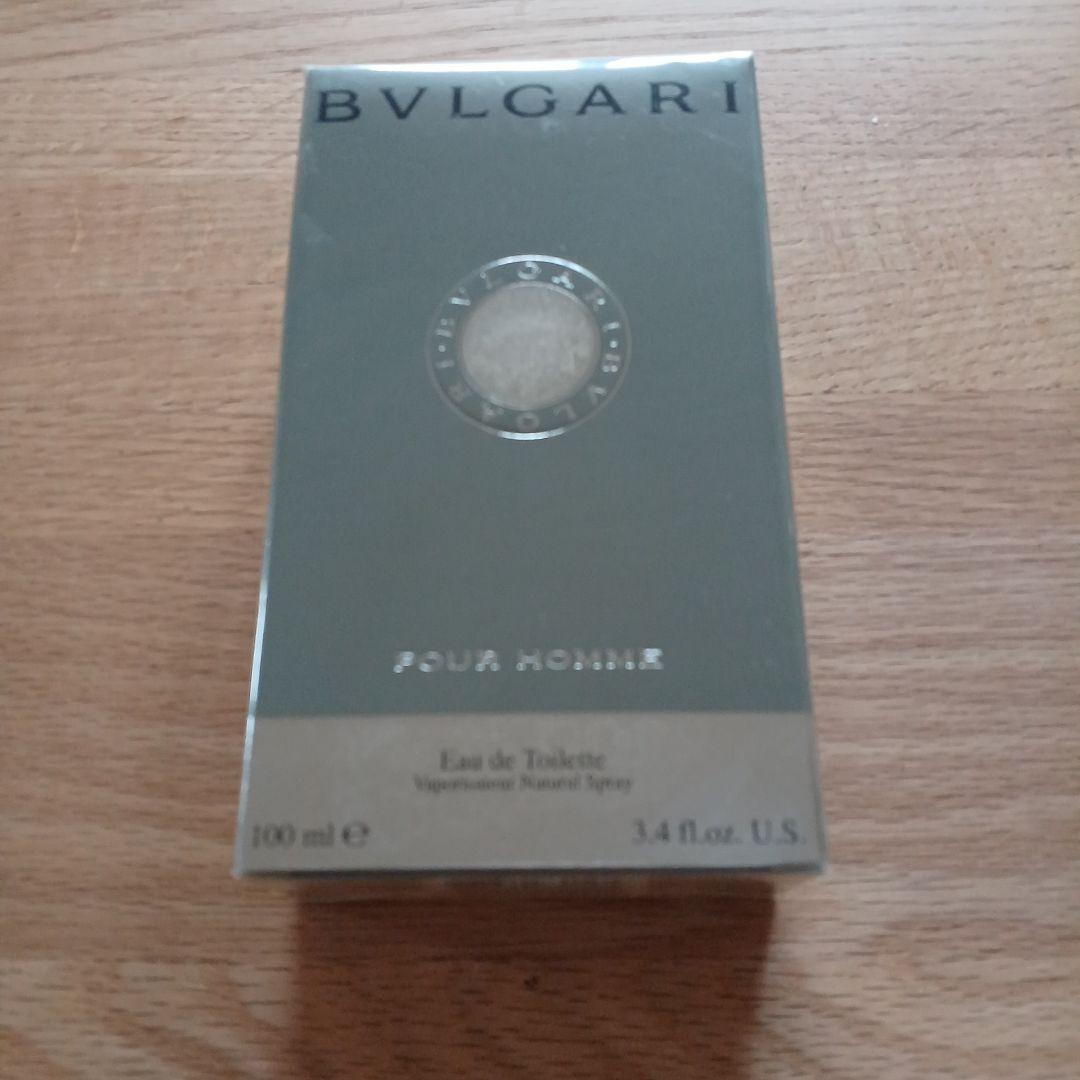 BVLGARI
BVLGARI · BVLGARI ·
POUR HOMME
Eau de Toilette
Vaporisateur Natural Spray
100 ml ℮
3.4 fl.oz. U.S.